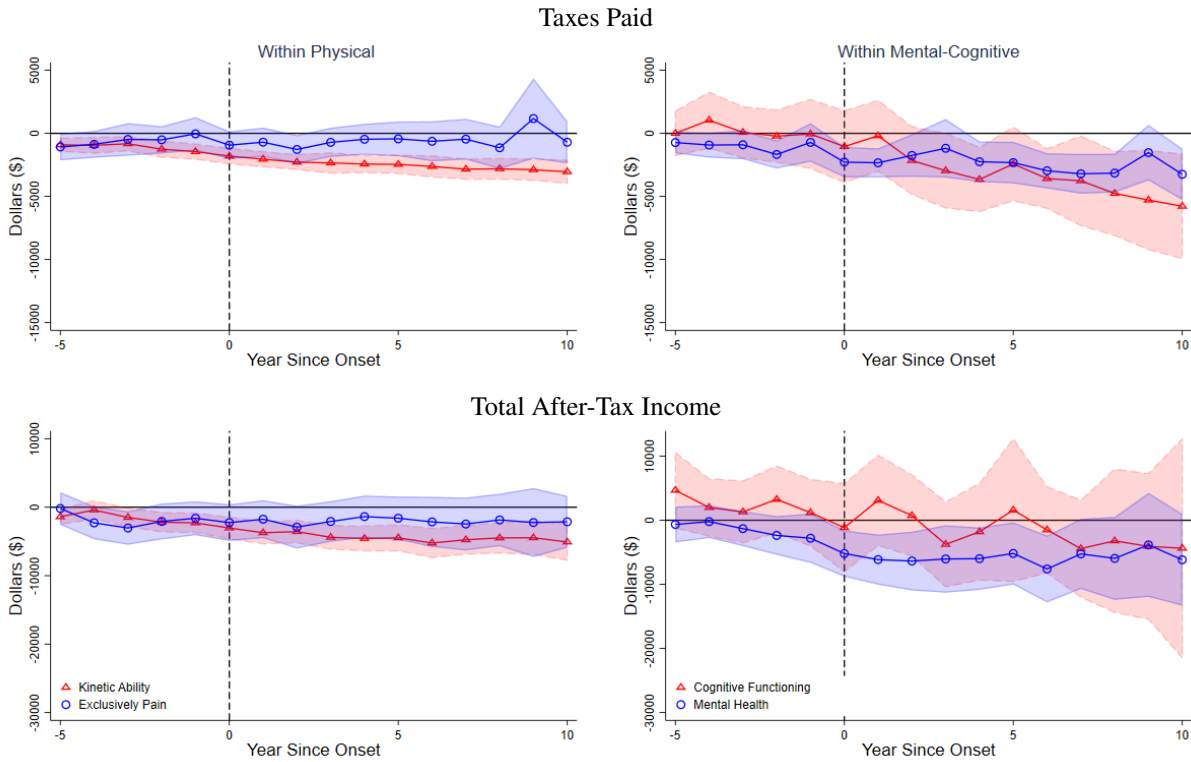 Taxes Paid
Within Physical
Within Mental-Cognitive
Dollars ($)
5000
0
-5000
-10000
-15000
-5
0
5
10
Year Since Onset
Dollars ($)
5000
0
-5000
-10000
-15000
-5
0
5
10
Year Since Onset
Total After-Tax Income
Dollars ($)
10000
0
-10000
-20000
-30000
Kinetic Ability
Exclusively Pain
-5
0
5
10
Year Since Onset
Dollars ($)
10000
0
-10000
-20000
-30000
Cognitive Functioning
Mental Health
-5
0
5
10
Year Since Onset